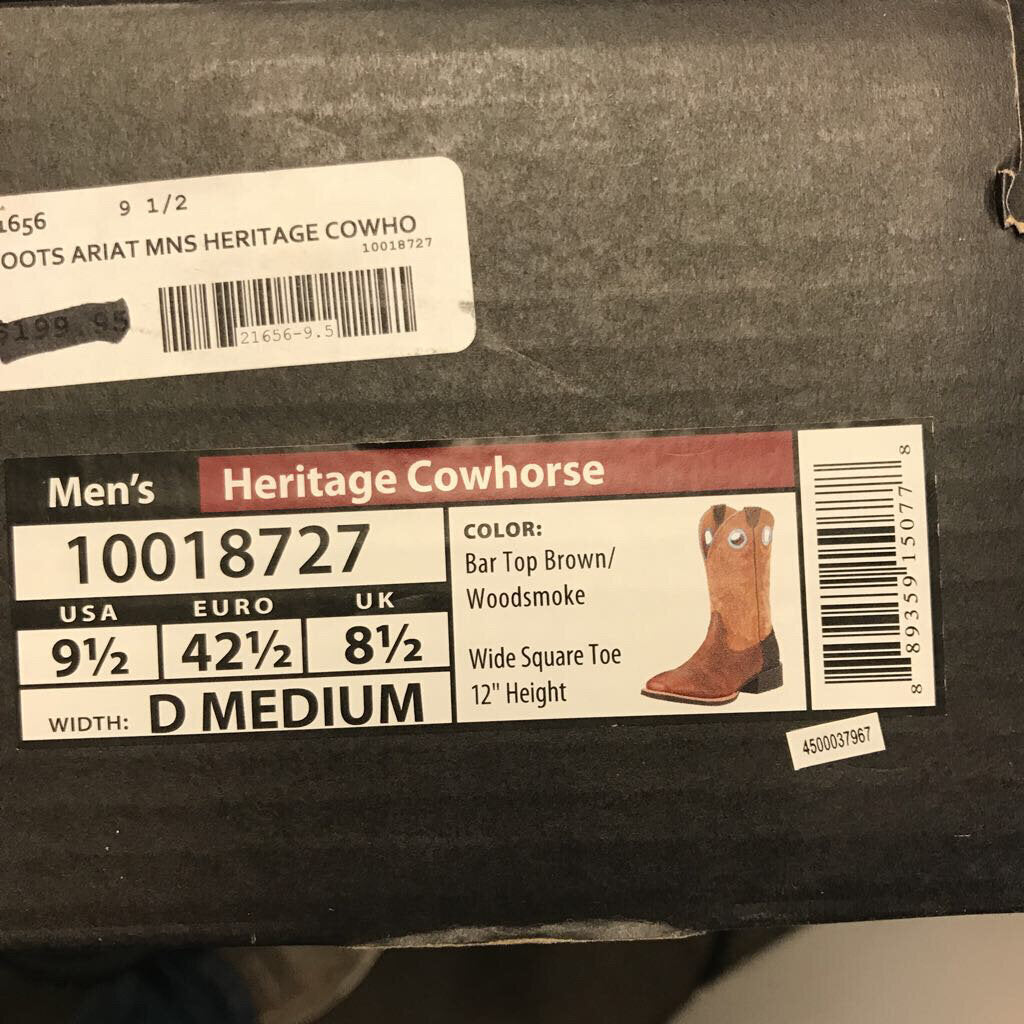 1656 9 1/2
OOTS ARIAT MNS HERITAGE COWHO
10018727
$199.95
21656-9.5
Men's Heritage Cowhorse
10018727
USA EURO UK
9½ 42½ 8½
WIDTH: D MEDIUM
COLOR:
Bar Top Brown/
Woodsmoke
Wide Square Toe
12" Height
8 89359 15077 8
4500037967